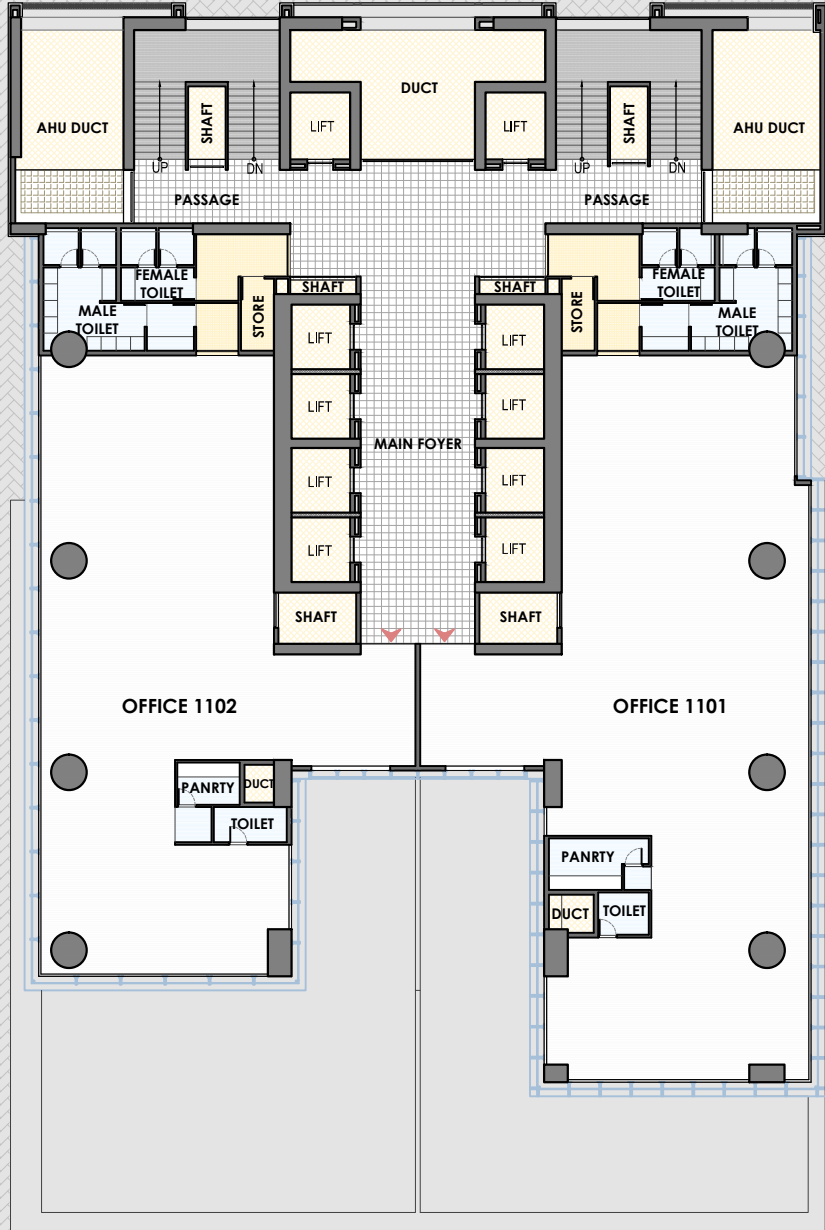 DUCT
SHAFT
SHAFT
LIFT
LIFT
AHU DUCT
AHU DUCT
UP
DN
UP
DN
PASSAGE
PASSAGE
FEMALE
TOILET
FEMALE
TOILET
SHAFT
SHAFT
STORE
STORE
MALE
TOILET
MALE
TOILET
LIFT
LIFT
LIFT
LIFT
MAIN FOYER
LIFT
LIFT
LIFT
LIFT
SHAFT
SHAFT
OFFICE 1102
OFFICE 1101
PANRTY
DUCT
TOILET
PANRTY
DUCT
TOILET